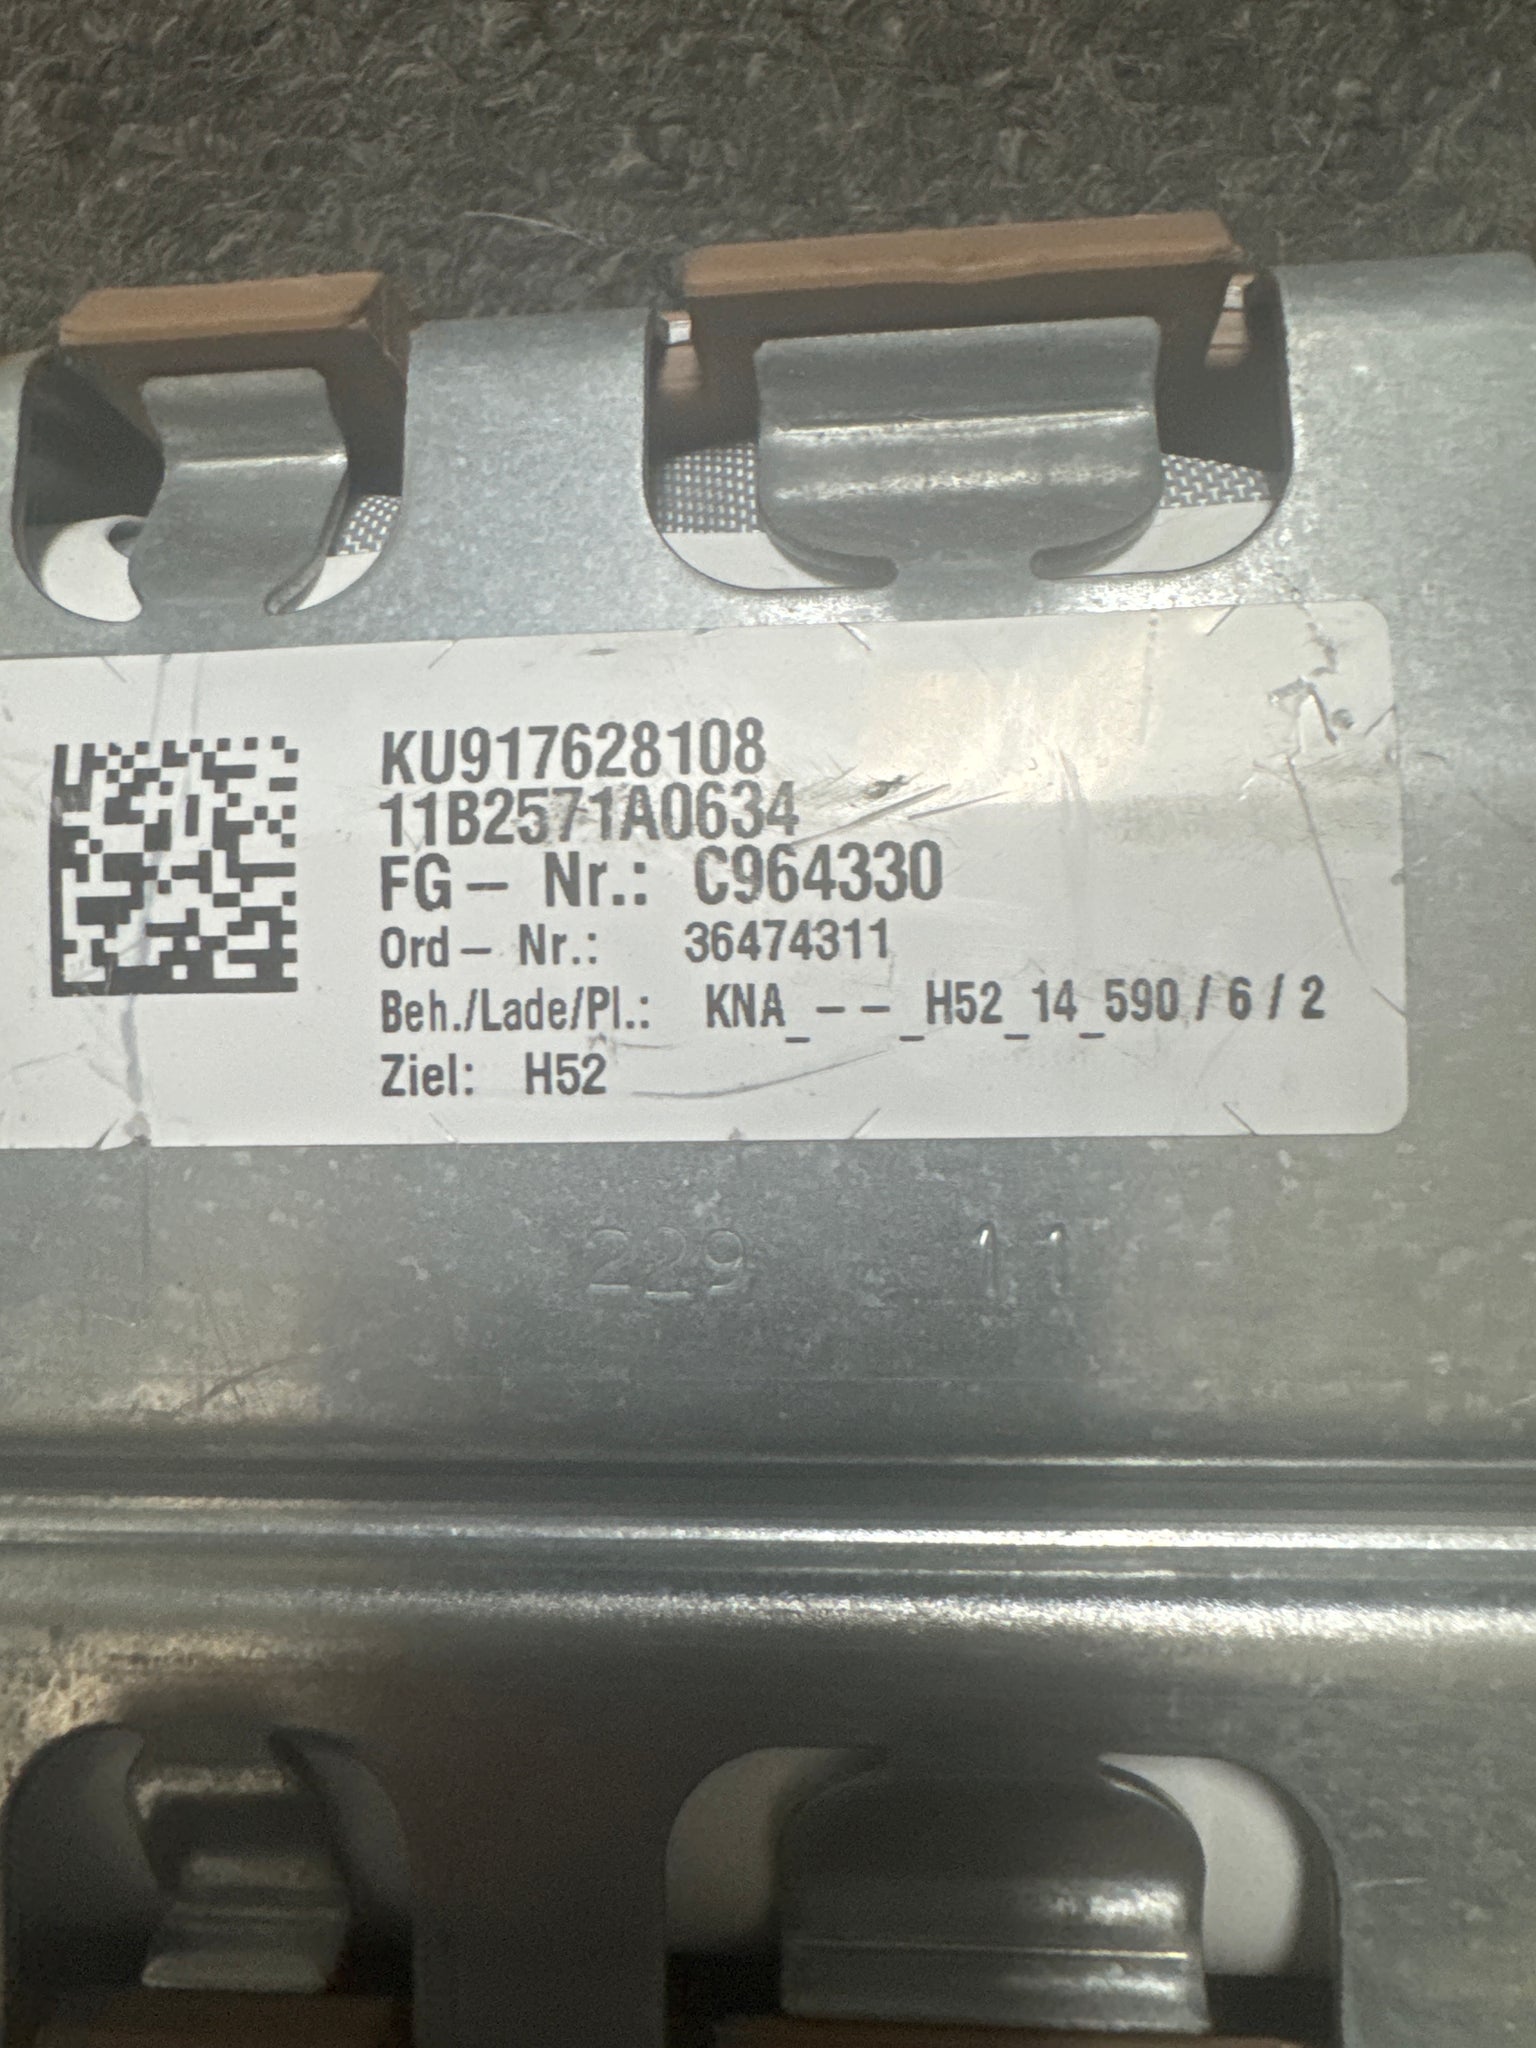 KU917628108
11B2571A0634
FG- Nr.: C964330
Ord- Nr.: 36474311
Beh./Lade/Pl.: KNA_--_H52_14_590/6/2
Ziel: H52
229 11